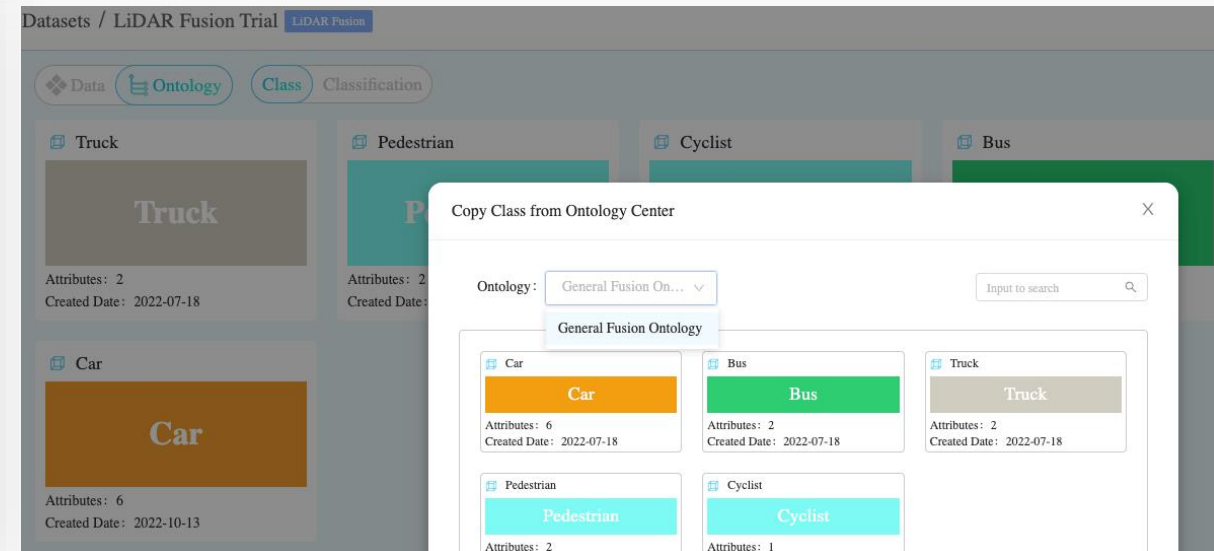 Datasets / LiDAR Fusion Trial LiDAR Fusion
Data Ontology Class Classification
Truck Pedestrian Cyclist Bus
Truck
Attributes: 2
Created Date: 2022-07-18
Attributes: 2
Created Date:
Car
Car
Attributes: 6
Created Date: 2022-10-13
Copy Class from Ontology Center
Ontology: General Fusion On... Input to search
General Fusion Ontology
Car Bus Truck
Car Bus Truck
Attributes: 6 Attributes: 2 Attributes: 2
Created Date: 2022-07-18 Created Date: 2022-07-18 Created Date: 2022-07-18
Pedestrian Cyclist
Pedestrian Cyclist
Attributes: 2 Attributes: 1